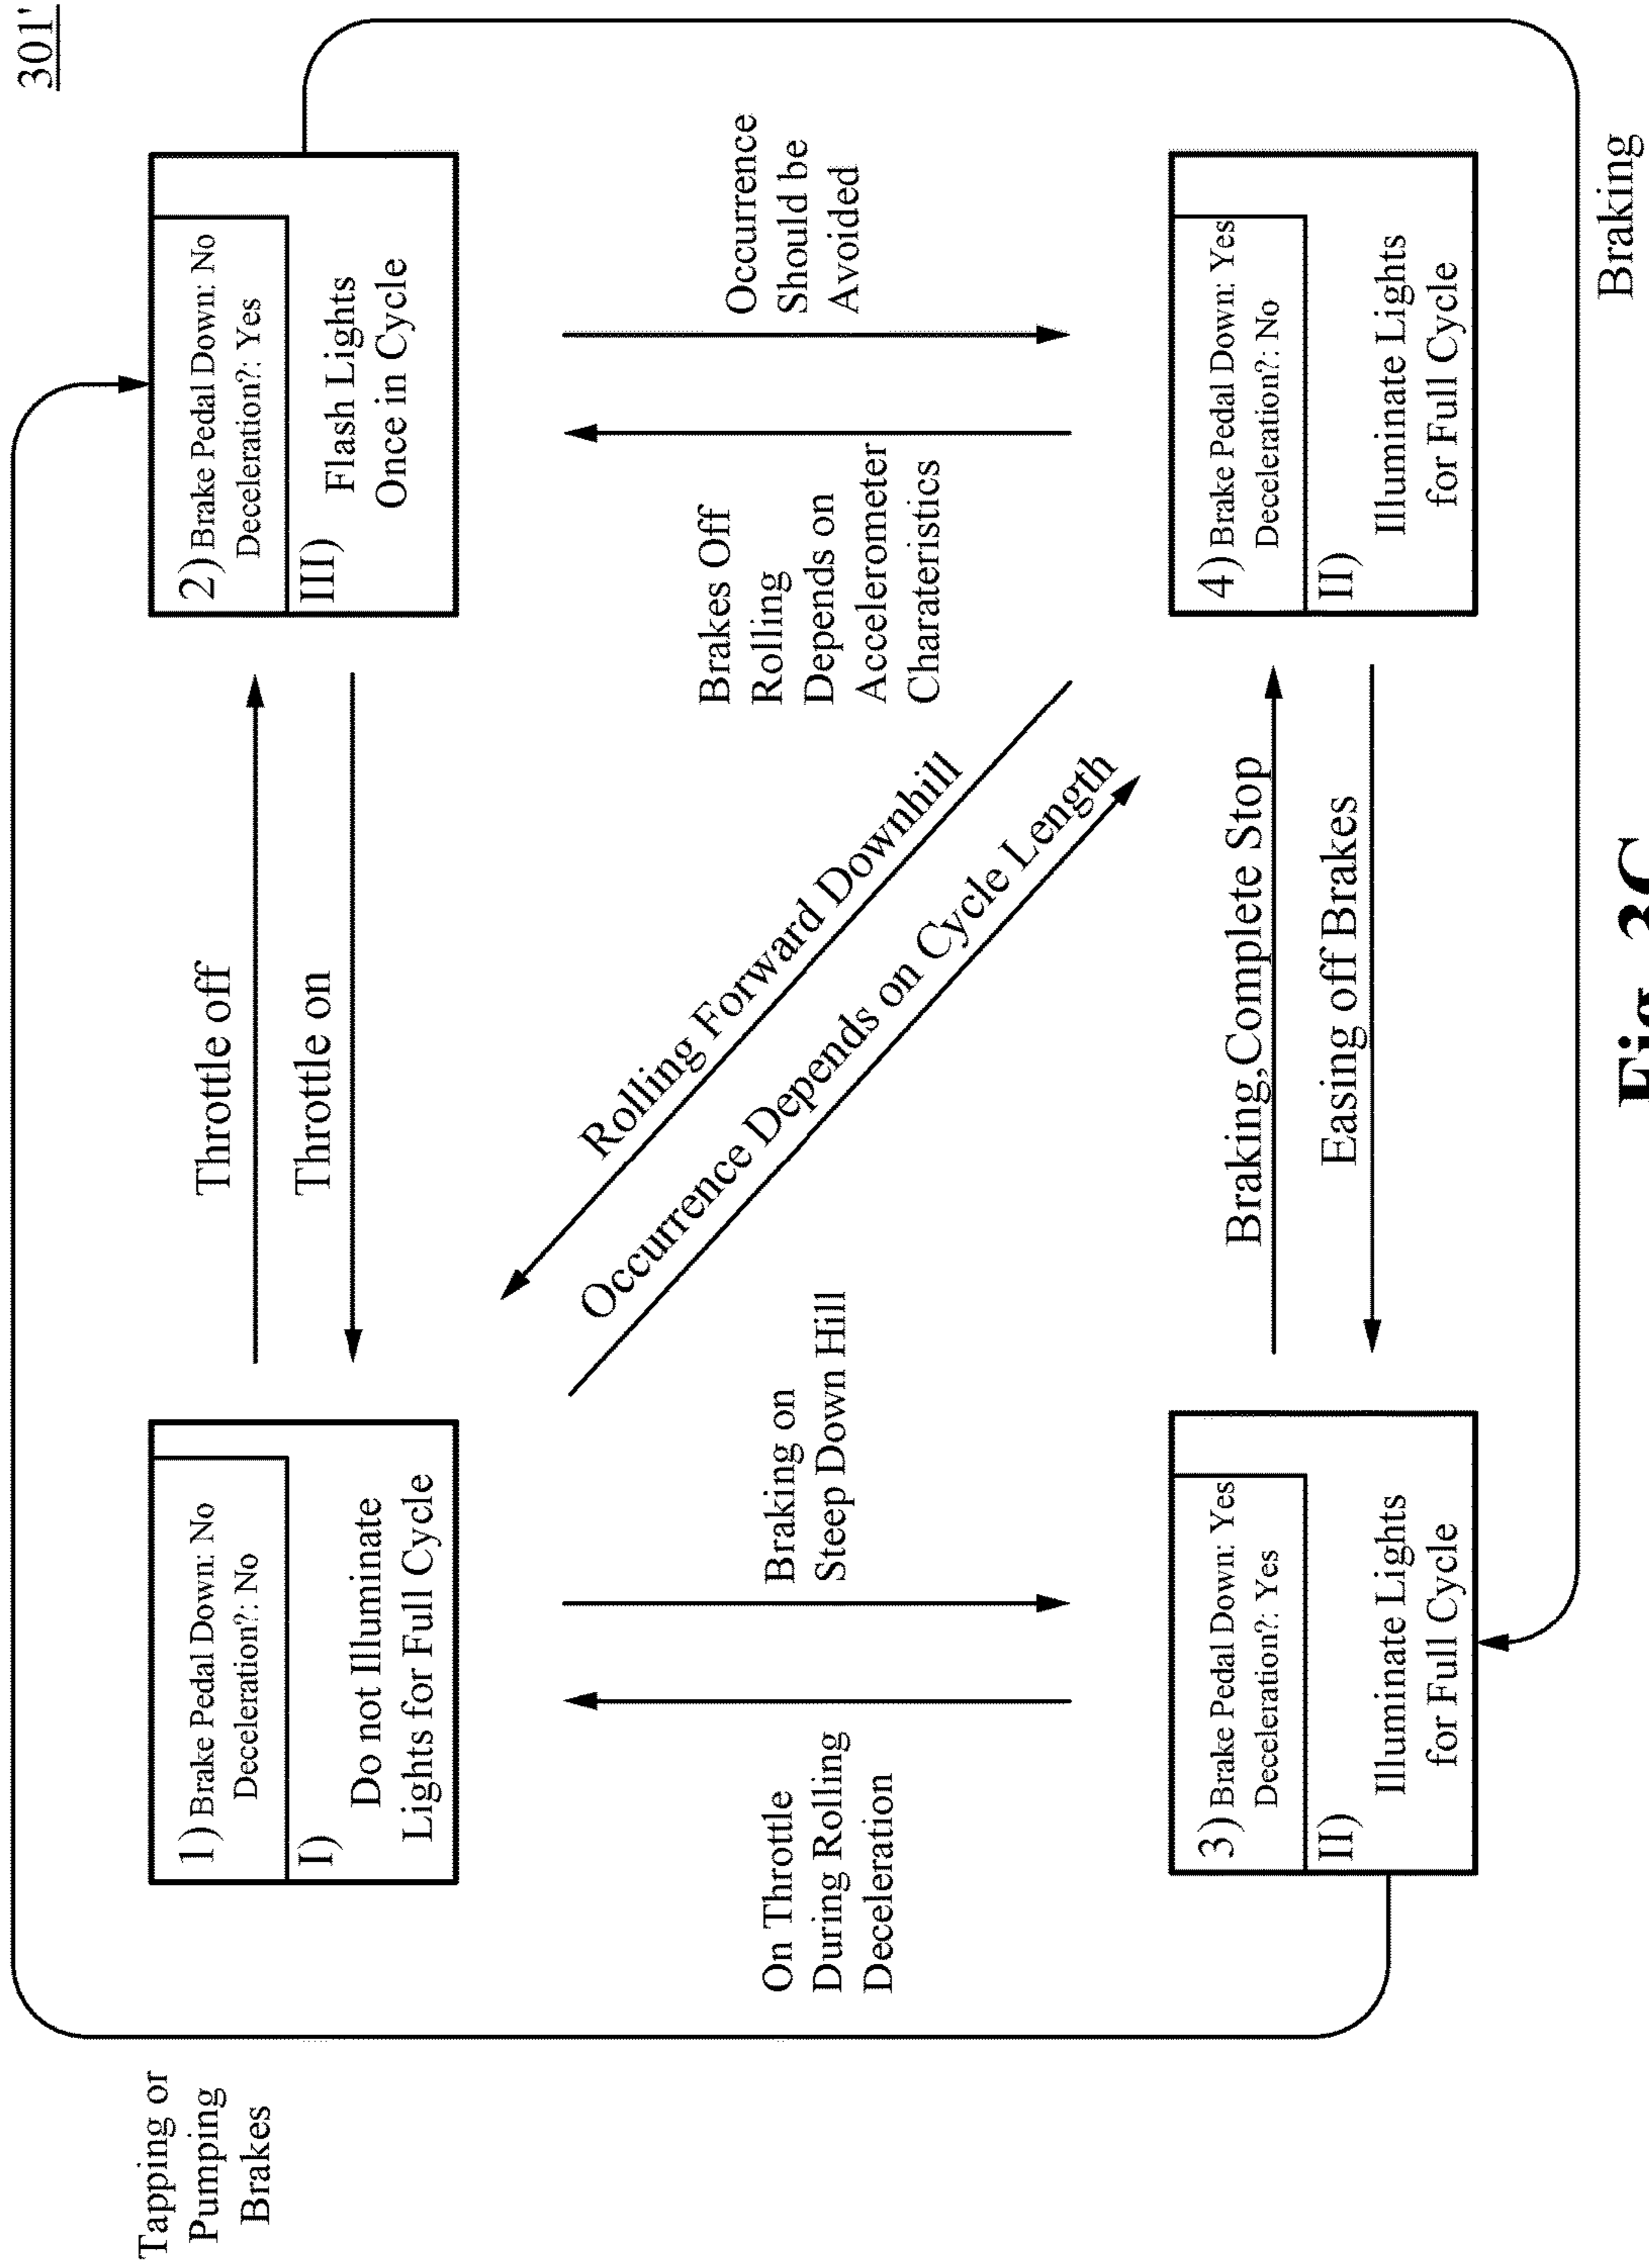 301'
Tapping or
Pumping
Brakes
1) Brake Pedal Down: No
Deceleration?: No
I)
Do not Illuminate
Lights for Full Cycle
Throttle off
Throttle on
2) Brake Pedal Down: No
Deceleration?: Yes
III)
Flash Lights
Once in Cycle
On Throttle
During Rolling
Deceleration
Braking on
Steep Down Hill
Rolling Forward Downhill
Occurrence Depends on Cycle Length
Brakes Off
Rolling
Depends on
Accelerometer
Charateristics
Occurrence
Should be
Avoided
3) Brake Pedal Down: Yes
Deceleration?: Yes
II)
Illuminate Lights
for Full Cycle
Braking,Complete Stop
Easing off Brakes
4) Brake Pedal Down: Yes
Deceleration?: No
II)
Illuminate Lights
for Full Cycle
Braking
Fig. 3C